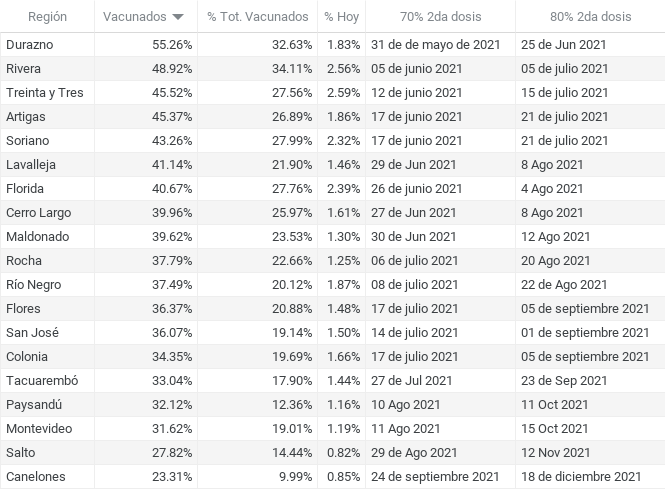 Región Vacunados % Tot. Vacunados % Hoy 70% 2da dosis 80% 2da dosis
Durazno 55.26% 32.63% 1.83% 31 de de mayo de 2021 25 de Jun 2021
Rivera 48.92% 34.11% 2.56% 05 de junio 2021 05 de julio 2021
Treinta y Tres 45.52% 27.56% 2.59% 12 de junio 2021 15 de julio 2021
Artigas 45.37% 26.89% 1.86% 17 de junio 2021 21 de julio 2021
Soriano 43.26% 27.99% 2.32% 17 de junio 2021 21 de julio 2021
Lavalleja 41.14% 21.90% 1.46% 29 de Jun 2021 8 Ago 2021
Florida 40.67% 27.76% 2.39% 26 de junio 2021 4 Ago 2021
Cerro Largo 39.96% 25.97% 1.61% 27 de Jun 2021 8 Ago 2021
Maldonado 39.62% 23.53% 1.30% 30 de Jun 2021 12 Ago 2021
Rocha 37.79% 22.66% 1.25% 06 de julio 2021 20 Ago 2021
Río Negro 37.49% 20.12% 1.87% 08 de julio 2021 22 de Ago 2021
Flores 36.37% 20.88% 1.48% 17 de julio 2021 05 de septiembre 2021
San José 36.07% 19.14% 1.50% 14 de julio 2021 01 de septiembre 2021
Colonia 34.35% 19.69% 1.66% 17 de julio 2021 05 de septiembre 2021
Tacuarembó 33.04% 17.90% 1.44% 27 de Jul 2021 23 de Sep 2021
Paysandú 32.12% 12.36% 1.16% 10 Ago 2021 11 Oct 2021
Montevideo 31.62% 19.01% 1.19% 11 Ago 2021 15 Oct 2021
Salto 27.82% 14.44% 0.82% 29 de Ago 2021 12 Nov 2021
Canelones 23.31% 9.99% 0.85% 24 de septiembre 2021 18 de diciembre 2021